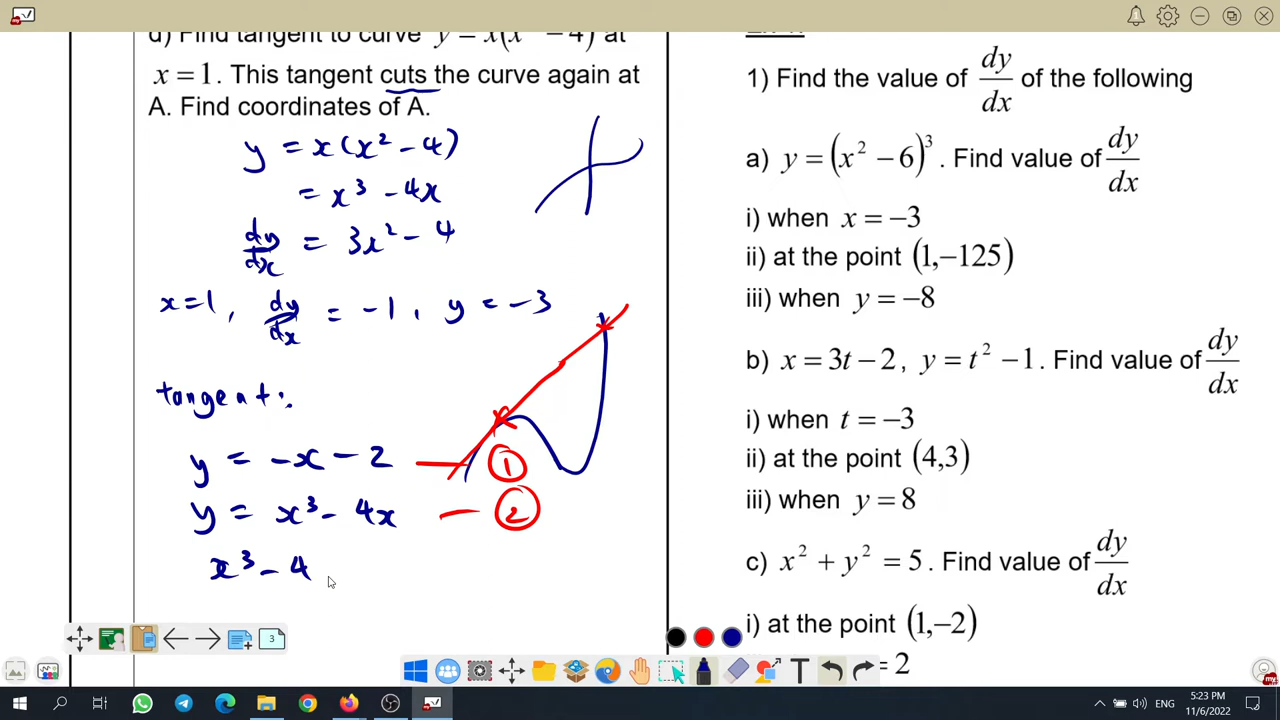 d) Find tangent to curve y = x(x² − 4) at
x = 1. This tangent cuts the curve again at
A. Find coordinates of A.
y = x(x² − 4)
= x³ − 4x
dy/dx = 3x² − 4
x=1, dy/dx = −1, y = −3
tangent:
y = −x − 2 — ①
y = x³ − 4x — ②
x³ − 4
1) Find the value of dy/dx of the following
a) y = (x² − 6)³. Find value of dy/dx
i) when x = −3
ii) at the point (1,−125)
iii) when y = −8
b) x = 3t − 2, y = t² − 1. Find value of dy/dx
i) when t = −3
ii) at the point (4,3)
iii) when y = 8
c) x² + y² = 5. Find value of dy/dx
i) at the point (1,−2)
= 2
3
T
ENG
5:23 PM
11/6/2022